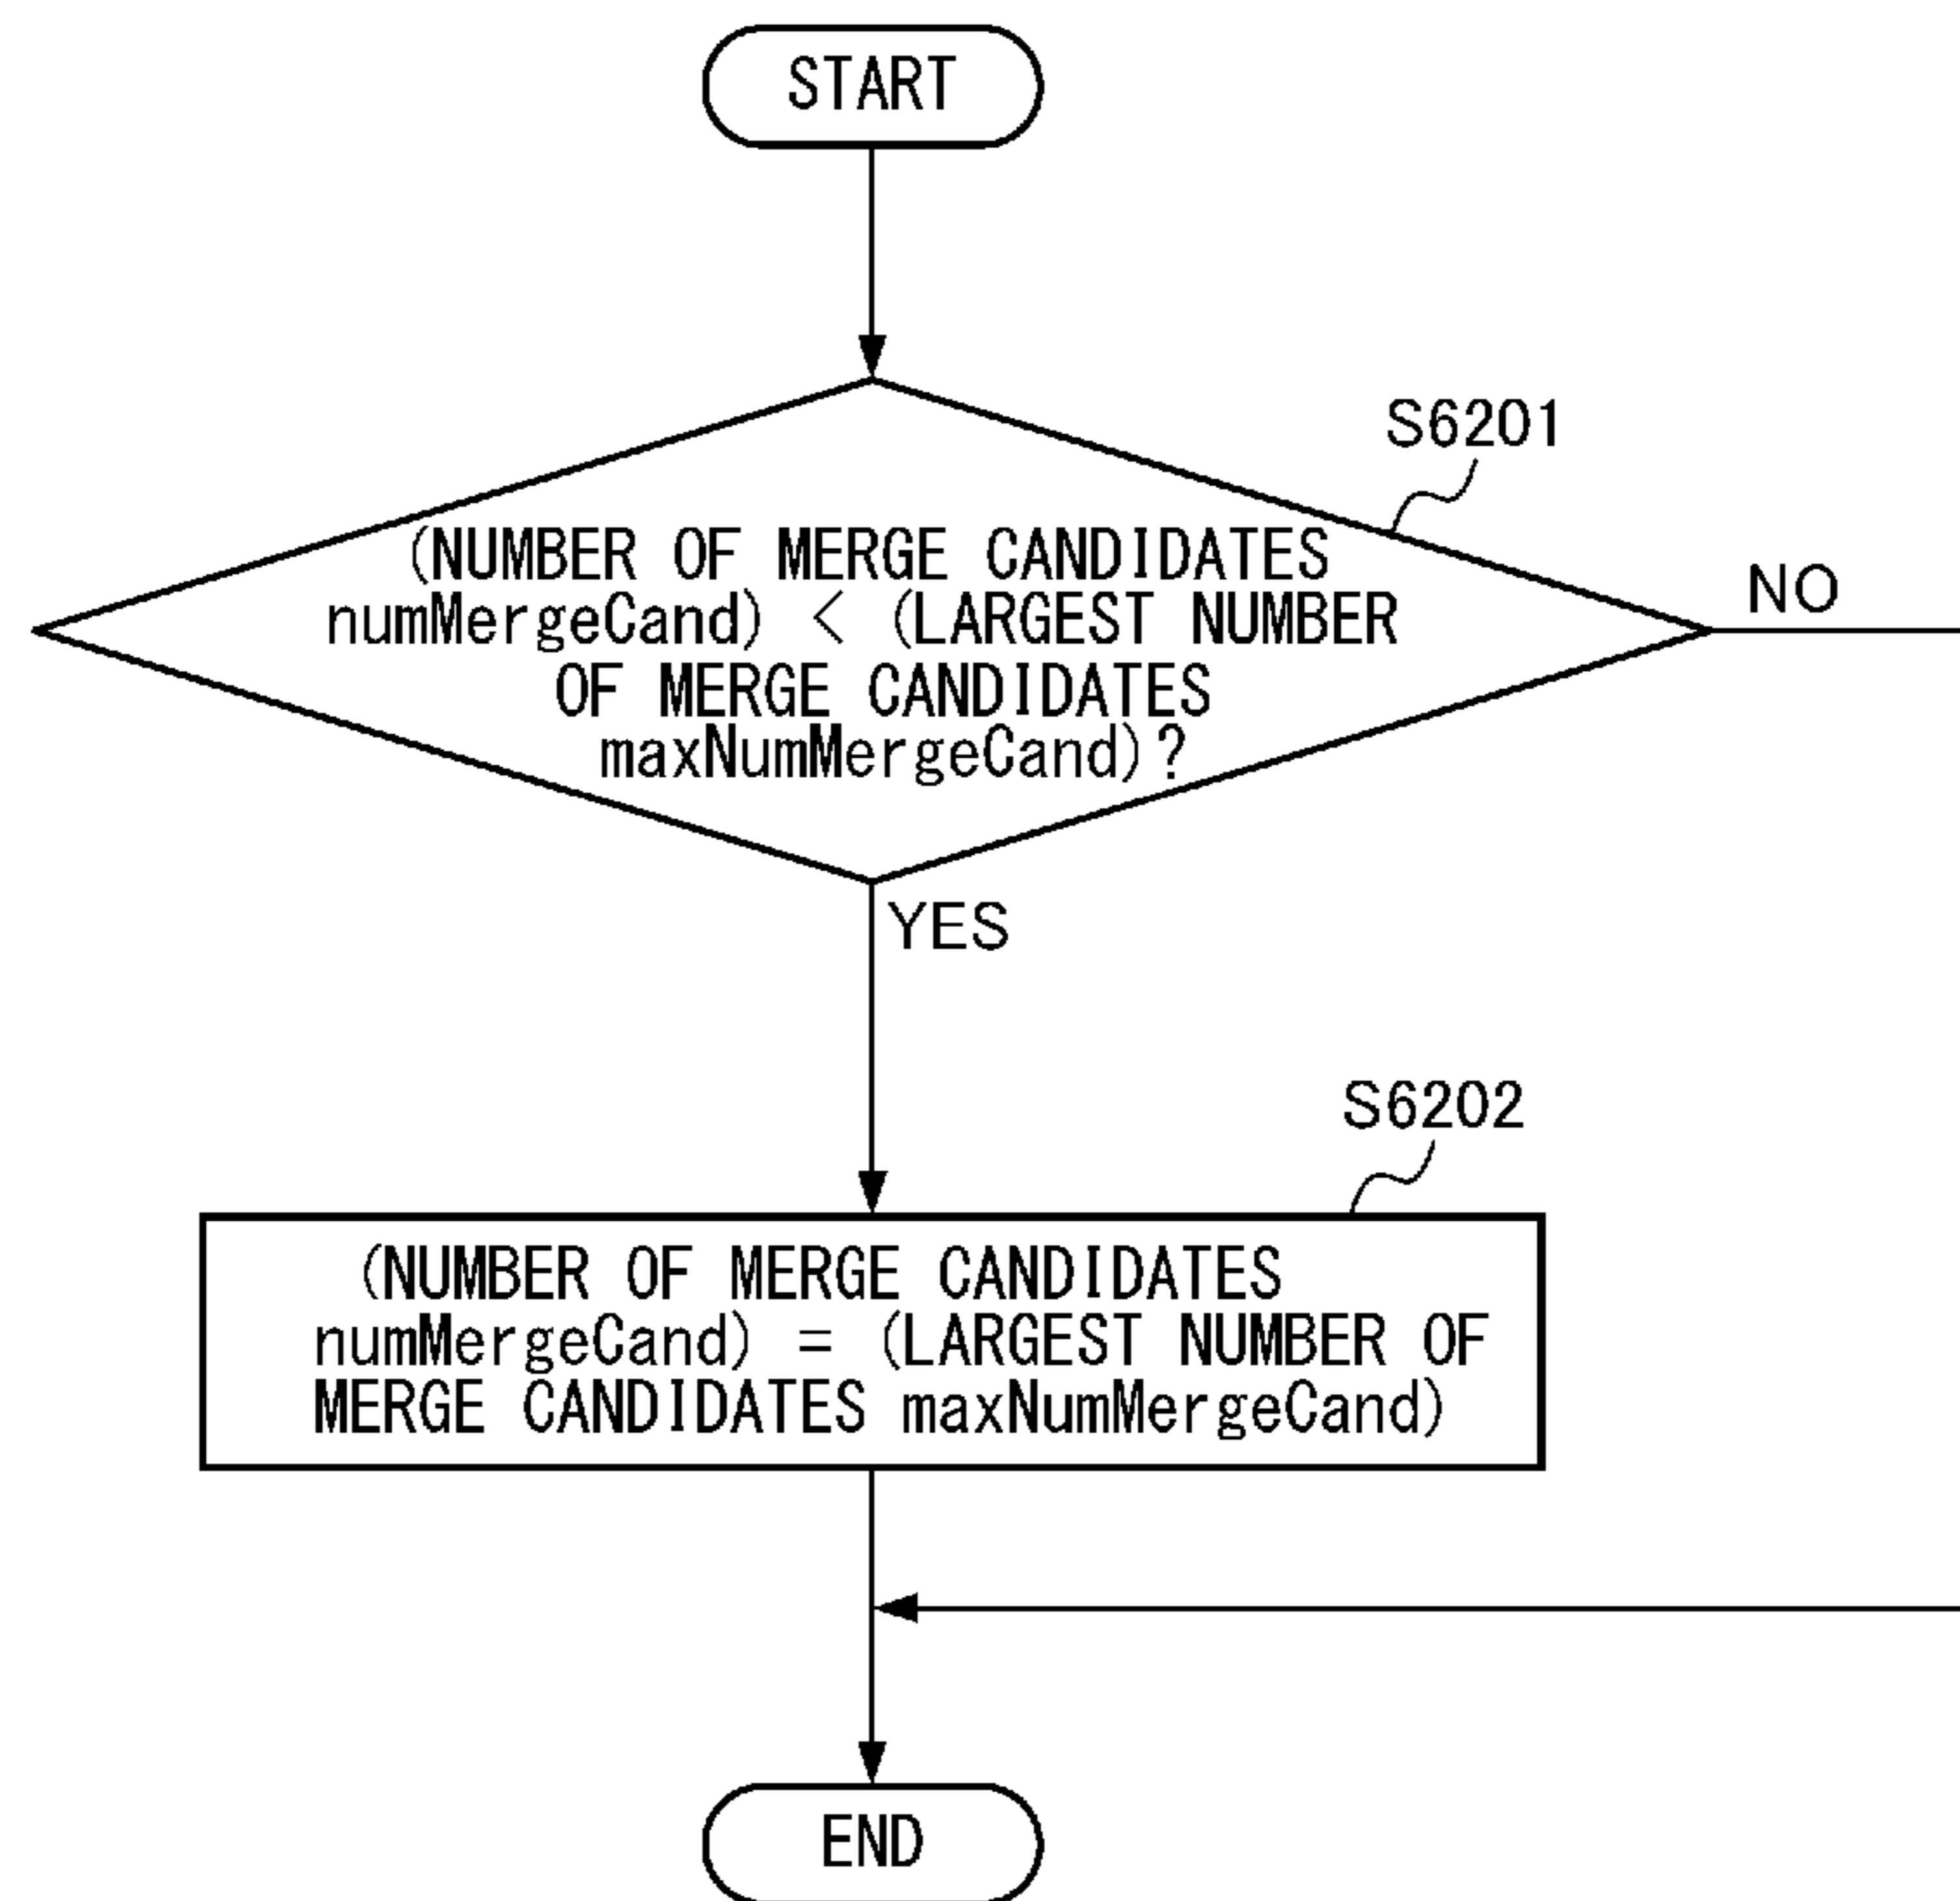 START
S6201
(NUMBER OF MERGE CANDIDATES
numMergeCand) < (LARGEST NUMBER
OF MERGE CANDIDATES
maxNumMergeCand)?
NO
YES
S6202
(NUMBER OF MERGE CANDIDATES
numMergeCand) = (LARGEST NUMBER OF
MERGE CANDIDATES maxNumMergeCand)
END